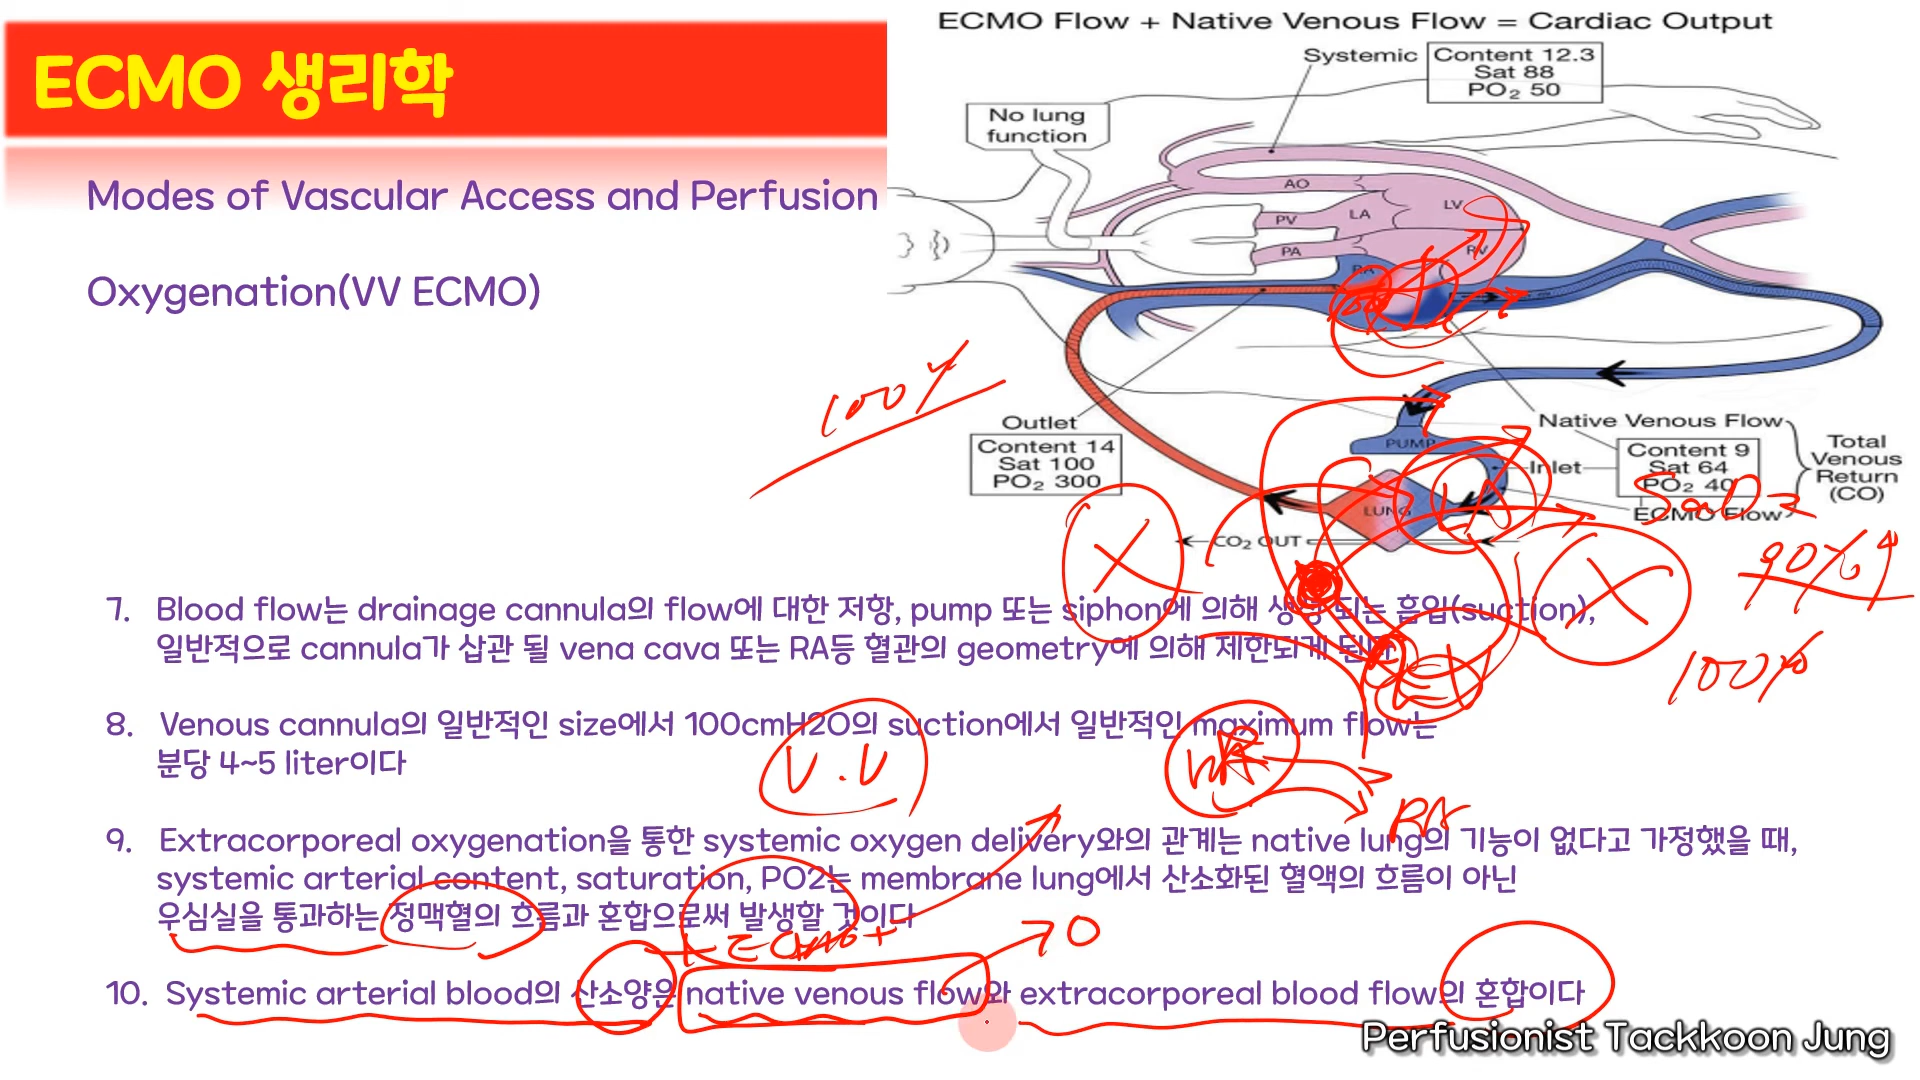 ECMO 생리학
Modes of Vascular Access and Perfusion
Oxygenation(VV ECMO)
ECMO Flow + Native Venous Flow = Cardiac Output
Systemic
Content 12.3
Sat 88
PO2 50
No lung
function
AO
LV
LA
PV
PA
RV
RA
Outlet
Content 14
Sat 100
PO2 300
PUMP
LUNG
CO2 OUT
Inlet
Native Venous Flow
Content 9
Sat 64
PO2 40
ECMO Flow
Total
Venous
Return
(CO)
100%
SaO2
90%
100%
7. Blood flow는 drainage cannula의 flow에 대한 저항, pump 또는 siphon에 의해 생성 되는 흡입(suction),
일반적으로 cannula가 삽관 될 vena cava 또는 RA등 혈관의 geometry에 의해 제한되게 된다
8. Venous cannula의 일반적인 size에서 100cmH2O의 suction에서 일반적인 maximum flow는
분당 4~5 liter이다
V.V
RA
9. Extracorporeal oxygenation을 통한 systemic oxygen delivery와의 관계는 native lung의 기능이 없다고 가정했을 때,
systemic arterial content, saturation, PO2는 membrane lung에서 산소화된 혈액의 흐름이 아닌
우심실을 통과하는 정맥혈의 흐름과 혼합으로써 발생할 것이다
ECMO
70
10. Systemic arterial blood의 산소양은 native venous flow와 extracorporeal blood flow의 혼합이다
Perfusionist Tackkoon Jung